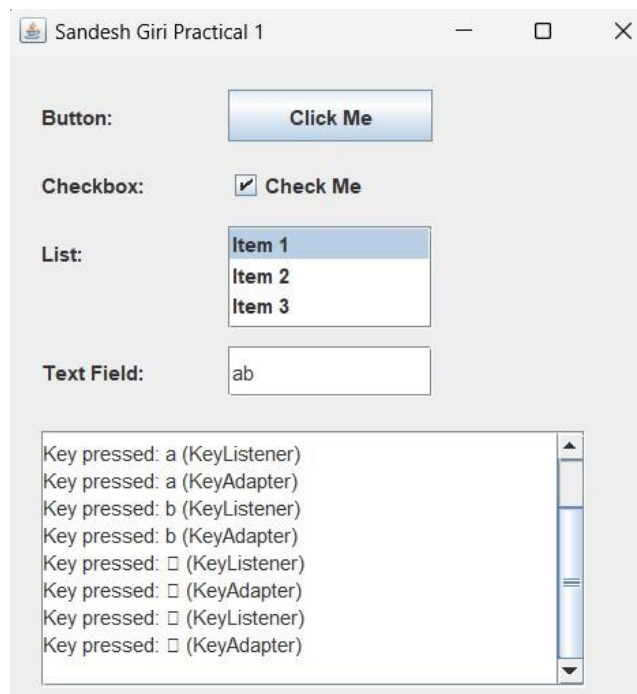 Sandesh Giri Practical 1
Button:
Click Me
Checkbox:
Check Me
List:
Item 1
Item 2
Item 3
Text Field:
ab
Key pressed: a (KeyListener)
Key pressed: a (KeyAdapter)
Key pressed: b (KeyListener)
Key pressed: b (KeyAdapter)
Key pressed: □ (KeyListener)
Key pressed: □ (KeyAdapter)
Key pressed: □ (KeyListener)
Key pressed: □ (KeyAdapter)